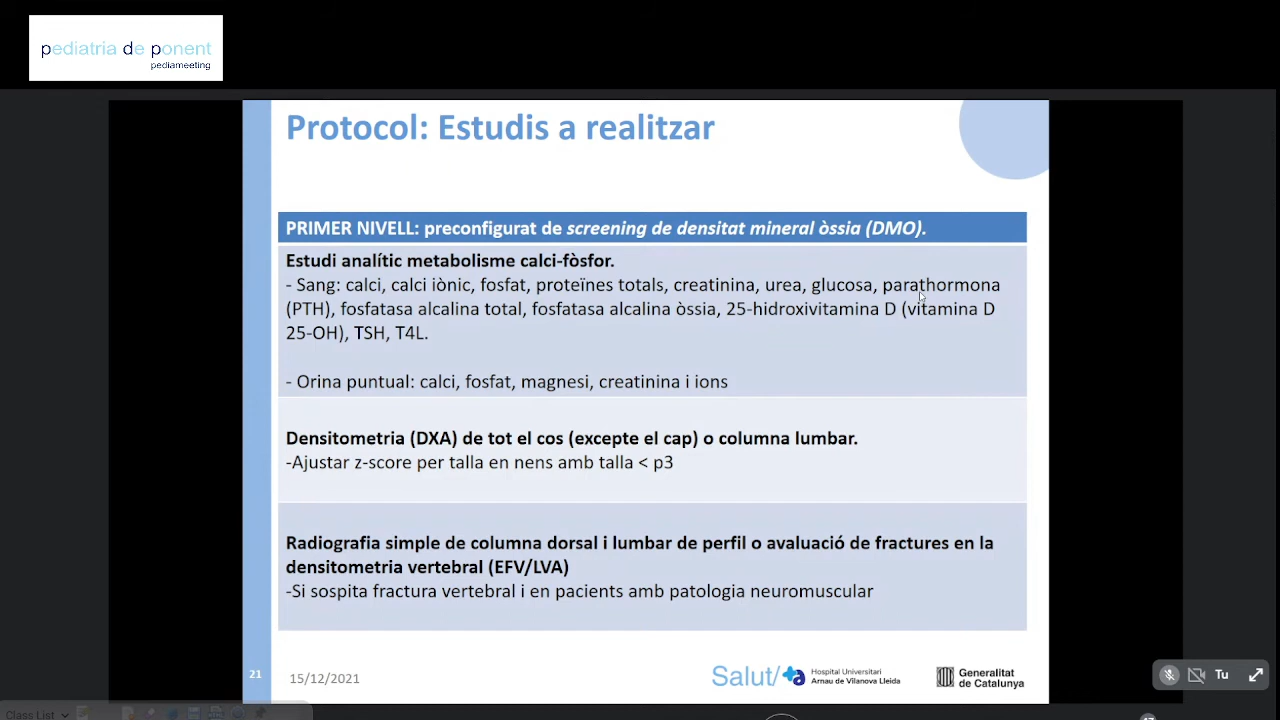 pediatria de ponent
pediameeting
Protocol: Estudis a realitzar
PRIMER NIVELL: preconfigurat de screening de densitat mineral òssia (DMO).
Estudi analític metabolisme calci-fòsfor.
- Sang: calci, calci iònic, fosfat, proteïnes totals, creatinina, urea, glucosa, parathormona
(PTH), fosfatasa alcalina total, fosfatasa alcalina òssia, 25-hidroxivitamina D (vitamina D
25-OH), TSH, T4L.
- Orina puntual: calci, fosfat, magnesi, creatinina i ions
Densitometria (DXA) de tot el cos (excepte el cap) o columna lumbar.
-Ajustar z-score per talla en nens amb talla < p3
Radiografia simple de columna dorsal i lumbar de perfil o avaluació de fractures en la
densitometria vertebral (EFV/LVA)
-Si sospita fractura vertebral i en pacients amb patologia neuromuscular
21
15/12/2021
Salut/
Hospital Universitari
Arnau de Vilanova Lleida
Generalitat
de Catalunya
Tu
Class List